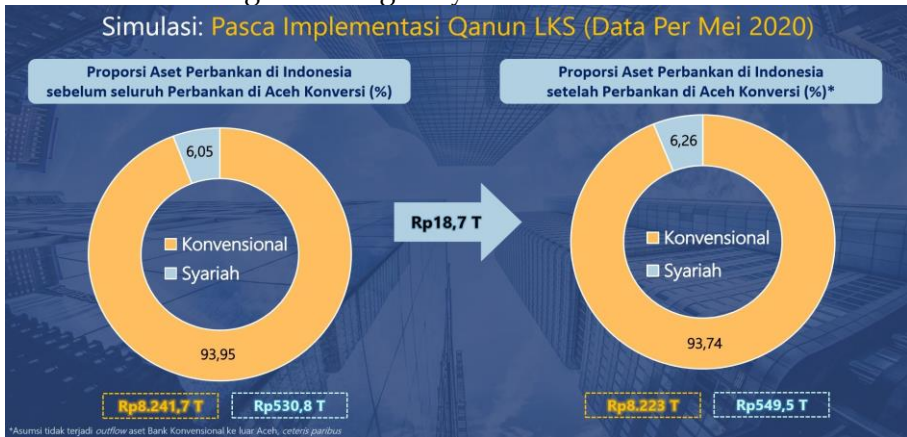 Simulasi: Pasca Implementasi Qanun LKS (Data Per Mei 2020)
Proporsi Aset Perbankan di Indonesia
sebelum seluruh Perbankan di Aceh Konversi (%)
6,05
Konvensional
Syariah
93,95
Rp8.241,7 T
Rp530,8 T
Rp18,7 T
Proporsi Aset Perbankan di Indonesia
setelah Perbankan di Aceh Konversi (%)*
6,26
Konvensional
Syariah
93,74
Rp8.223 T
Rp549,5 T
*Asumsi tidak terjadi outflow aset Bank Konvensional ke luar Aceh, ceteris paribus